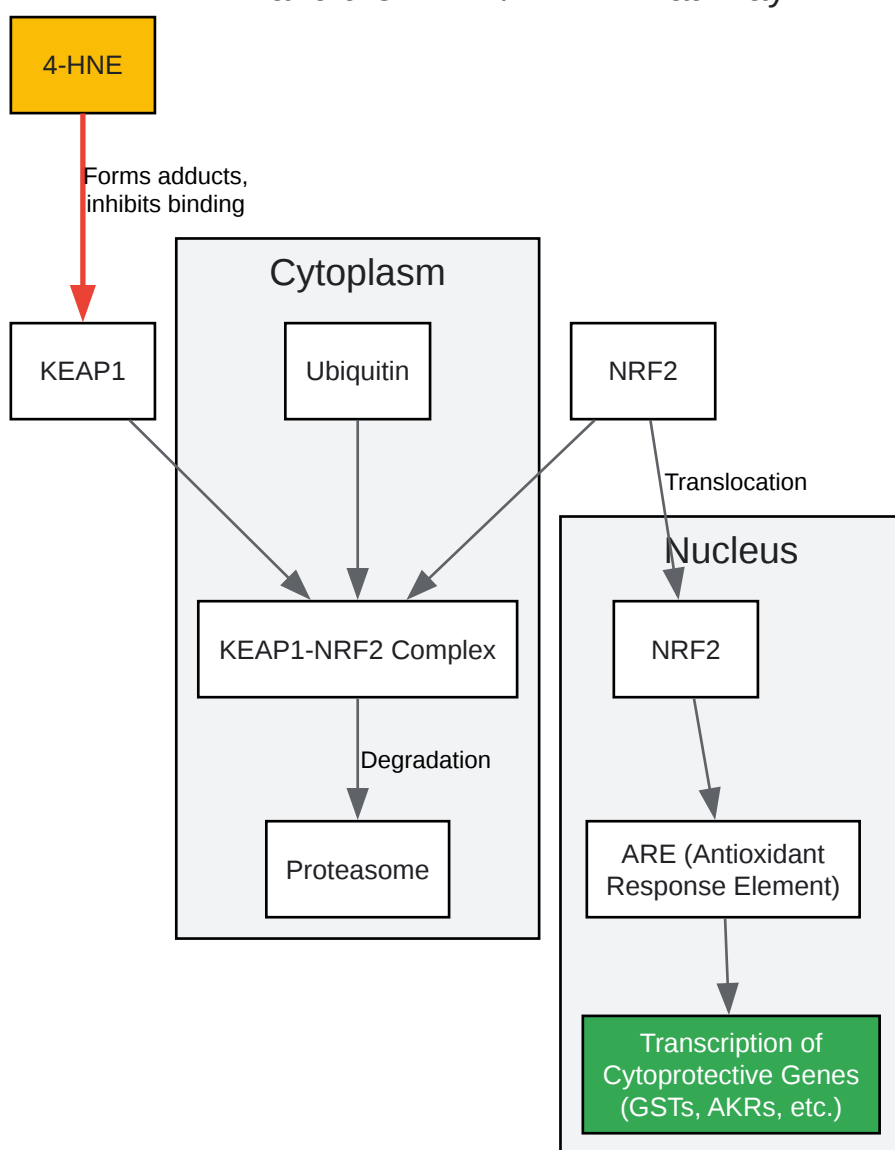 4-HNE
Forms adducts,
inhibits binding
Cytoplasm
KEAP1
Ubiquitin
NRF2
Translocation
Nucleus
KEAP1-NRF2 Complex
NRF2
Degradation
Proteasome
ARE (Antioxidant
Response Element)
Transcription of
Cytoprotective Genes
(GSTs, AKRs, etc.)